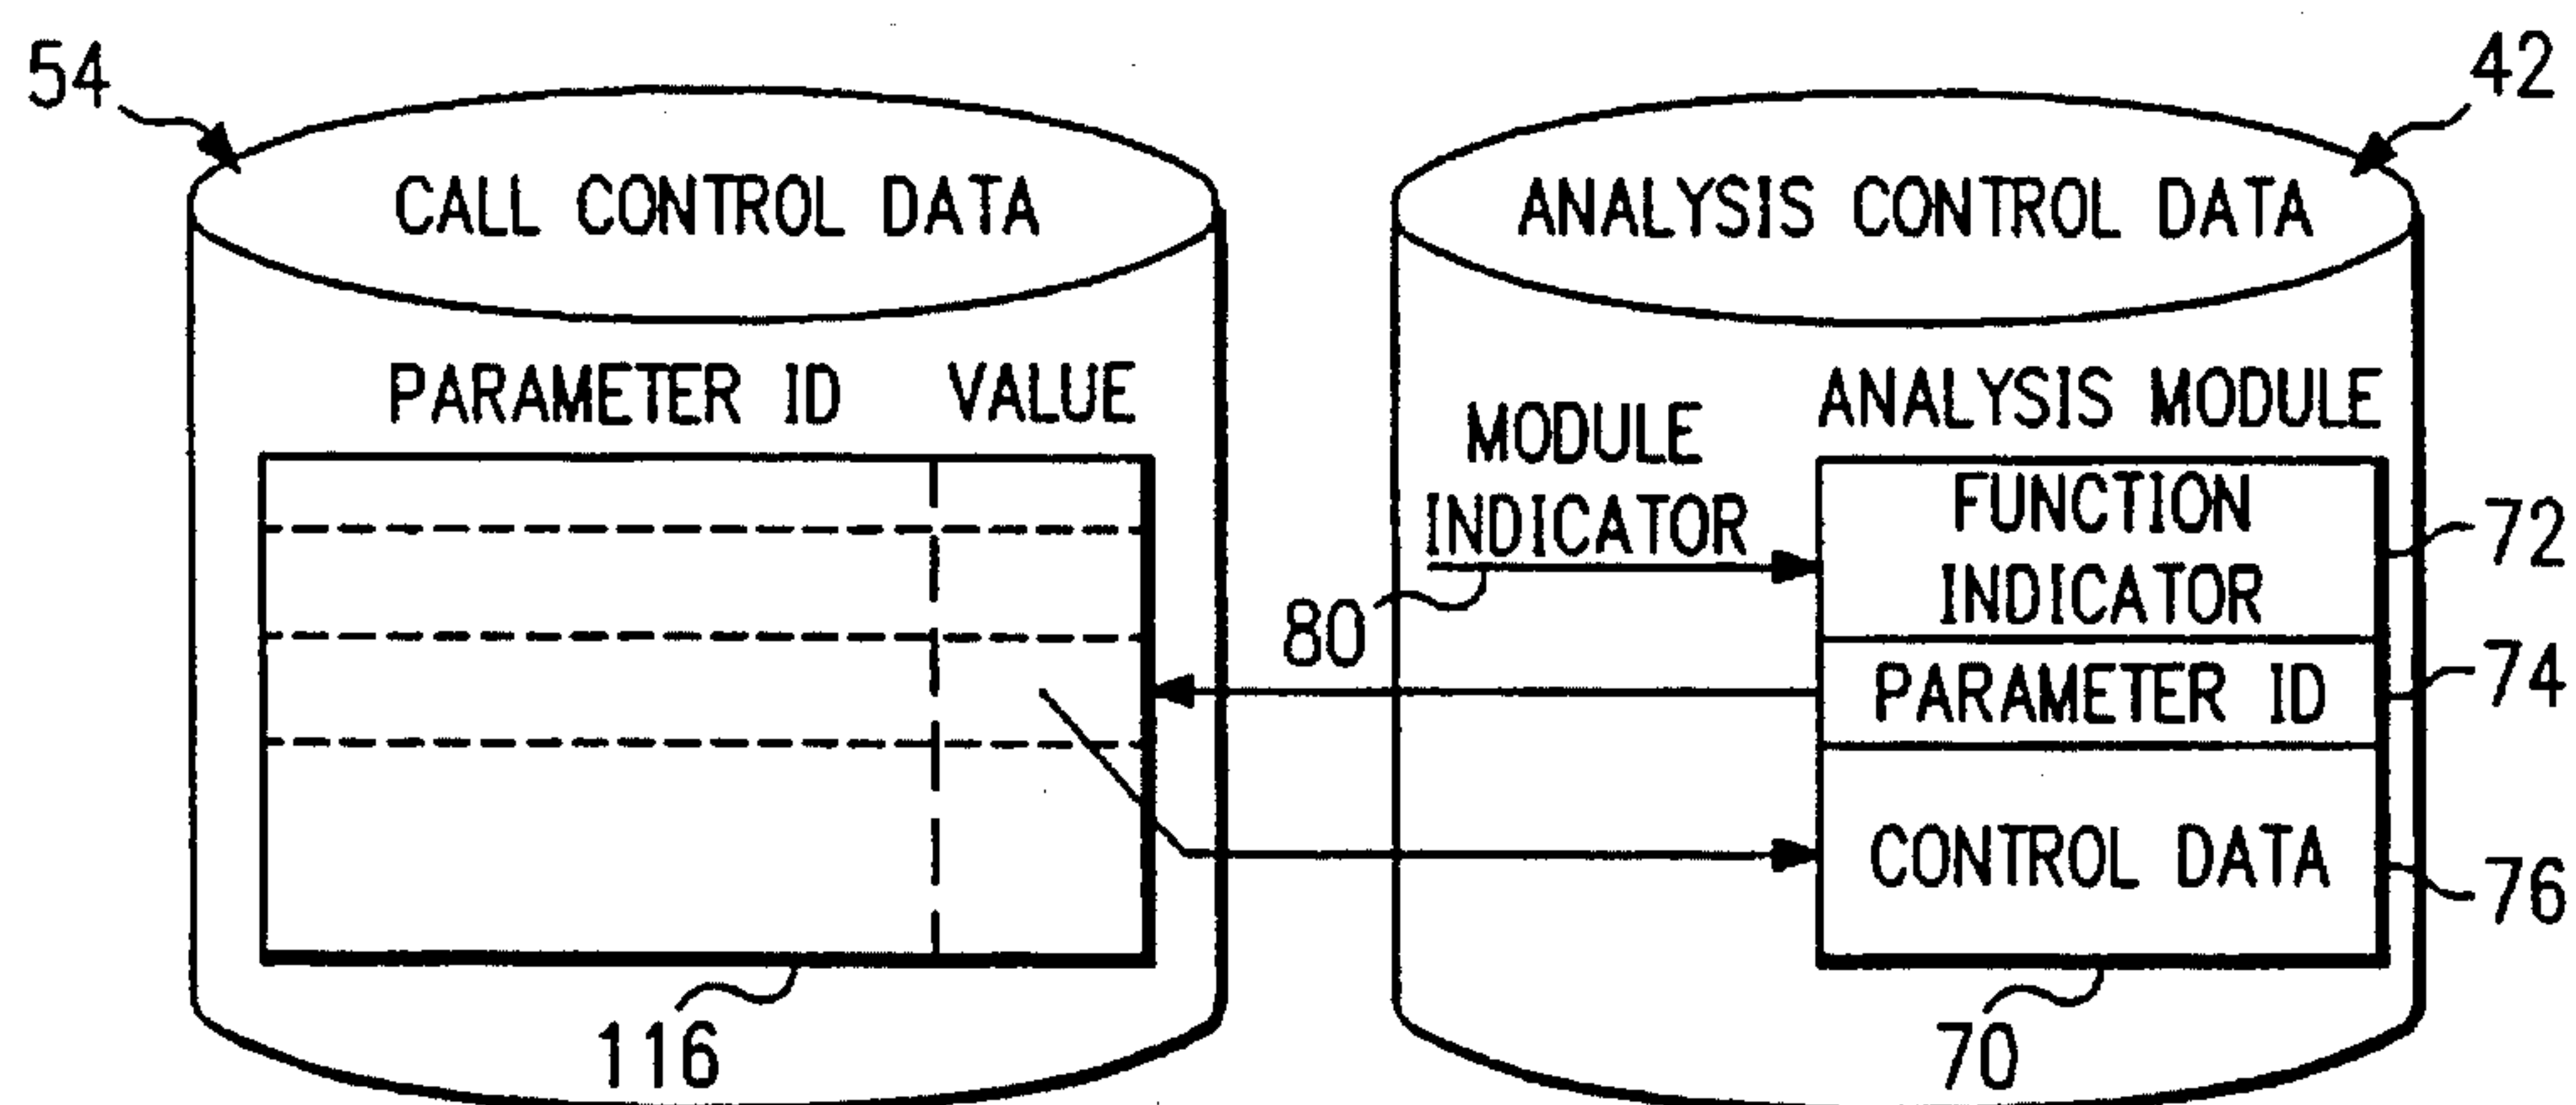 54
42
CALL CONTROL DATA
ANALYSIS CONTROL DATA
PARAMETER ID
VALUE
MODULE
INDICATOR
80
ANALYSIS MODULE
FUNCTION
INDICATOR
72
PARAMETER ID
74
CONTROL DATA
76
116
70